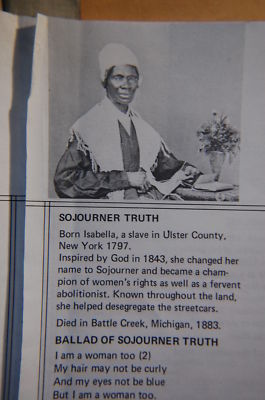 SOJOURNER TRUTH
Born Isabella, a slave in Ulster County,
New York 1797.
Inspired by God in 1843, she changed her
name to Sojourner and became a cham-
pion of women's rights as well as a fervent
abolitionist. Known throughout the land,
she helped desegregate the streetcars.
Died in Battle Creek, Michigan, 1883.
BALLAD OF SOJOURNER TRUTH
I am a woman too (2)
My hair may not be curly
And my eyes not be blue
But I am a woman too.